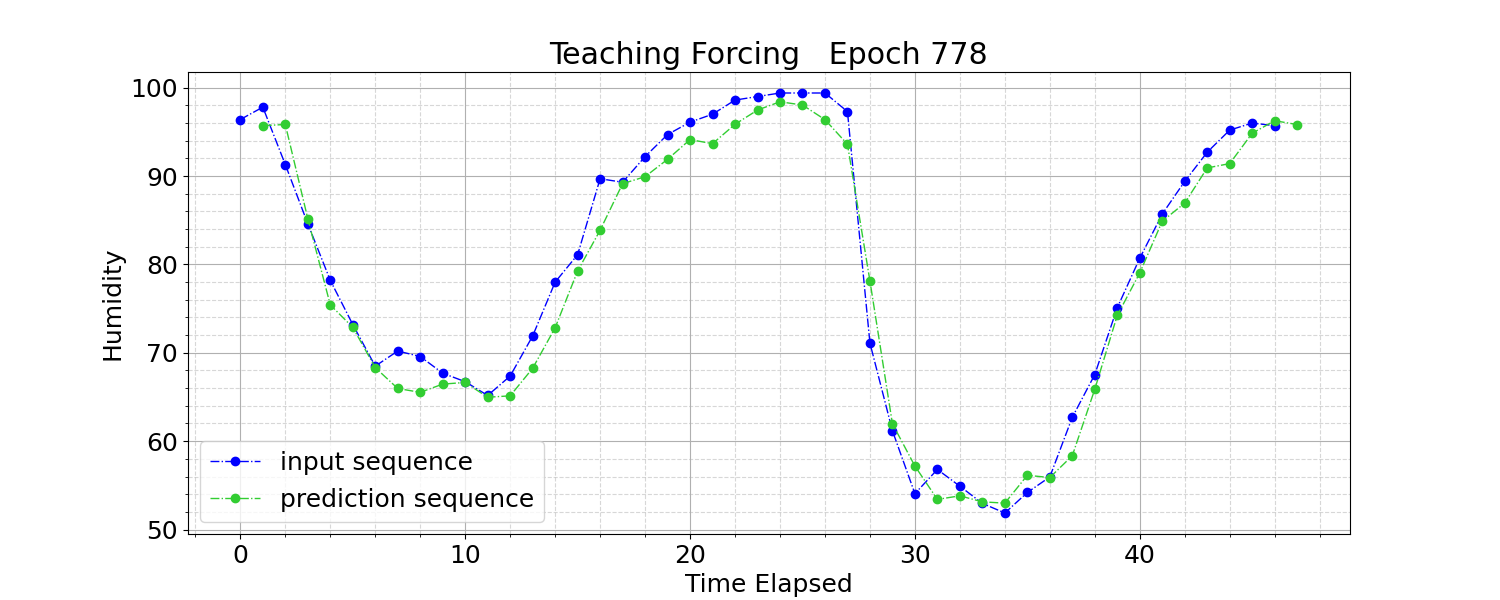 Teaching Forcing   Epoch 778
100
90
80
70
60
50
Humidity
input sequence
prediction sequence
0 10 20 30 40
Time Elapsed